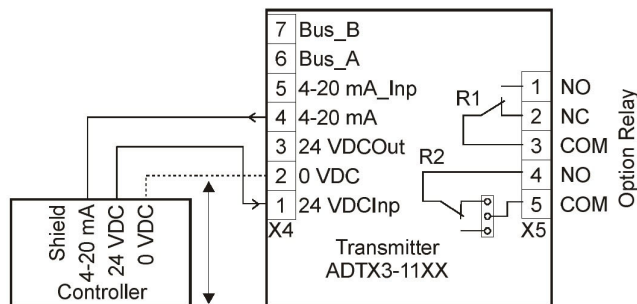 7 Bus_B
6 Bus_A
5 4-20 mA_Inp
4 4-20 mA
3 24 VDCOut
2 0 VDC
1 24 VDCInp
X4
R1
R2
1 NO
2 NC
3 COM
4 NO
5 COM
X5
Option Relay
Transmitter
ADTX3-11XX
Shield
4-20 mA
24 VDC
0 VDC
Controller